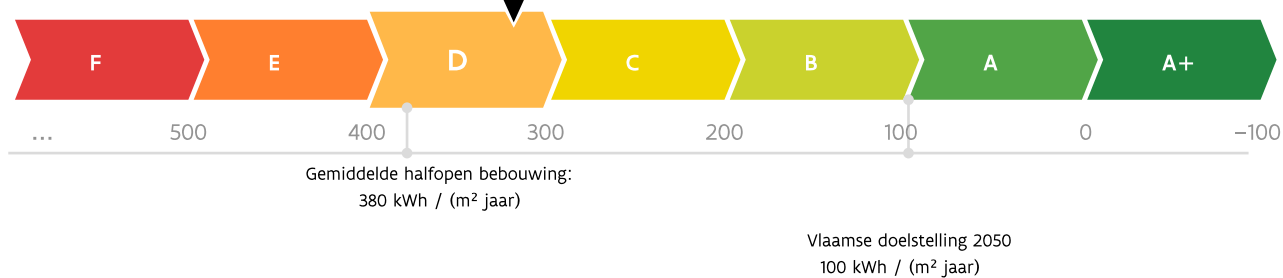 F E D C B A A+
... 500 400 300 200 100 0 −100
Gemiddelde halfopen bebouwing:
380 kWh / (m² jaar)
Vlaamse doelstelling 2050
100 kWh / (m² jaar)